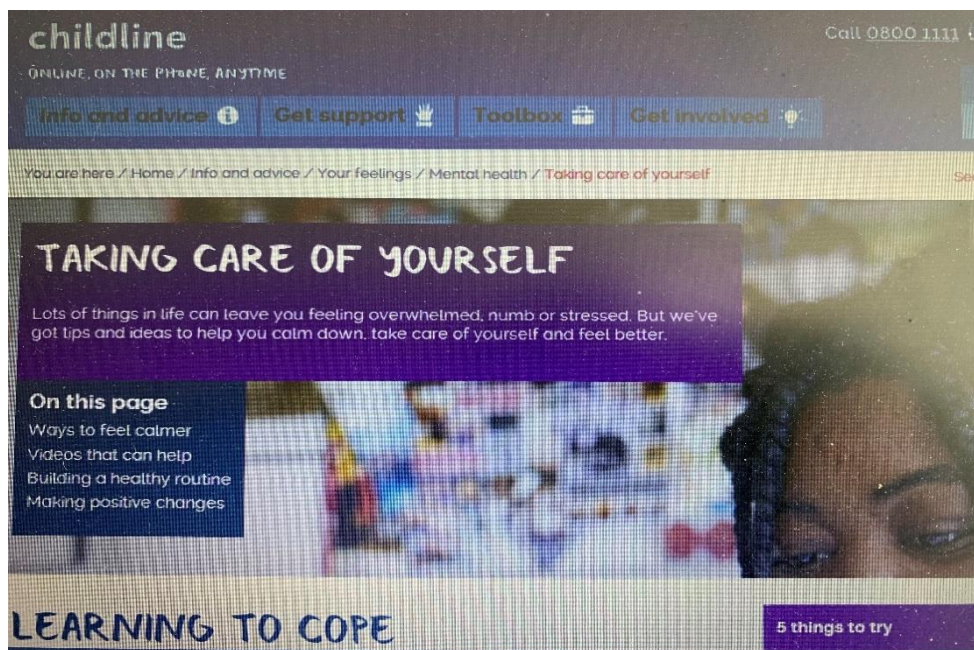 childline
Call 0800 1111
ONLINE, ON THE PHONE, ANYTIME
Info and advice
Get support
Toolbox
Get involved
You are here / Home / Info and advice / Your feelings / Mental health / Taking care of yourself
TAKING CARE OF YOURSELF
Lots of things in life can leave you feeling overwhelmed, numb or stressed. But we've
got tips and ideas to help you calm down, take care of yourself and feel better.
On this page
Ways to feel calmer
Videos that can help
Building a healthy routine
Making positive changes
LEARNING TO COPE
5 things to try